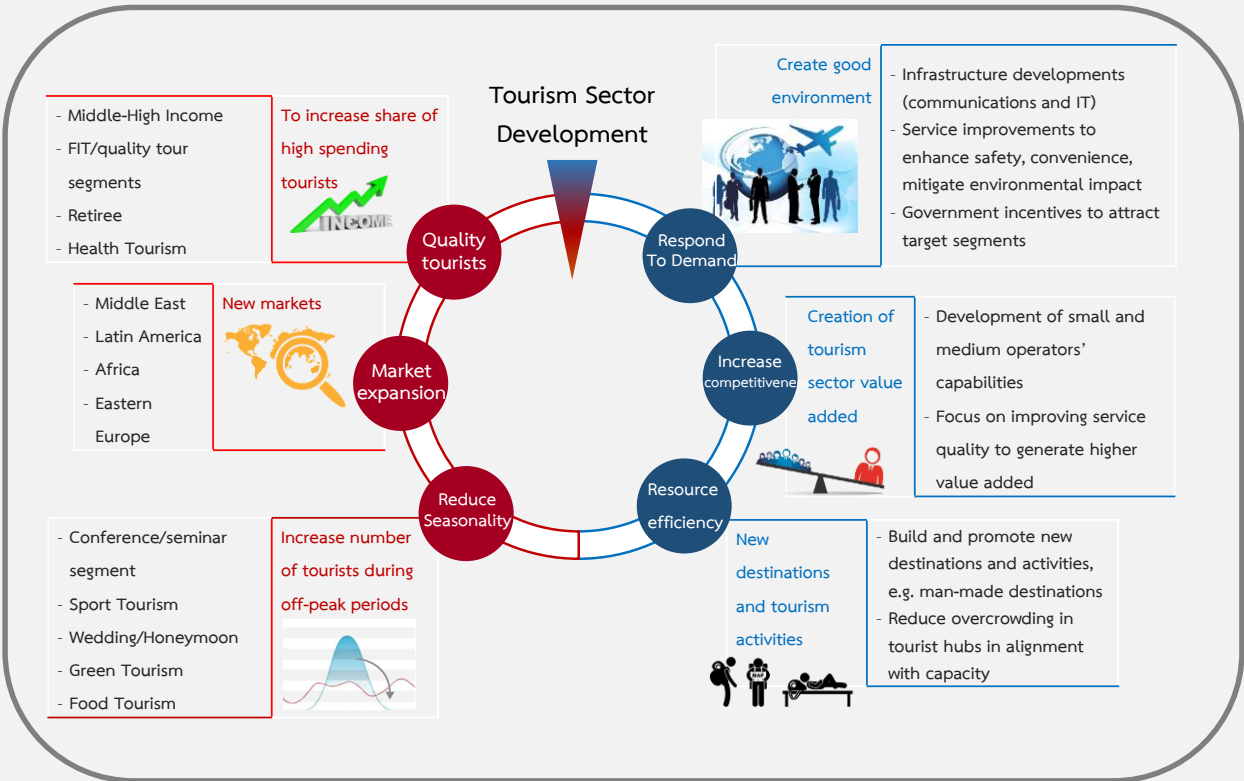 Tourism Sector
Development
- Middle-High Income
- FIT/quality tour
segments
- Retiree
- Health Tourism
To increase share of
high spending
tourists
INCOME
Quality
tourists
- Middle East
- Latin America
- Africa
- Eastern
Europe
New markets
Market
expansion
- Conference/seminar
segment
- Sport Tourism
- Wedding/Honeymoon
- Green Tourism
- Food Tourism
Increase number
of tourists during
off-peak periods
Reduce
Seasonality
Respond
To Demand
Create good
environment
- Infrastructure developments
(communications and IT)
- Service improvements to
enhance safety, convenience,
mitigate environmental impact
- Government incentives to attract
target segments
Increase
competitivene
Creation of
tourism
sector value
added
- Development of small and
medium operators’
capabilities
- Focus on improving service
quality to generate higher
value added
Resource
efficiency
New
destinations
and tourism
activities
MAP
- Build and promote new
destinations and activities,
e.g. man-made destinations
- Reduce overcrowding in
tourist hubs in alignment
with capacity